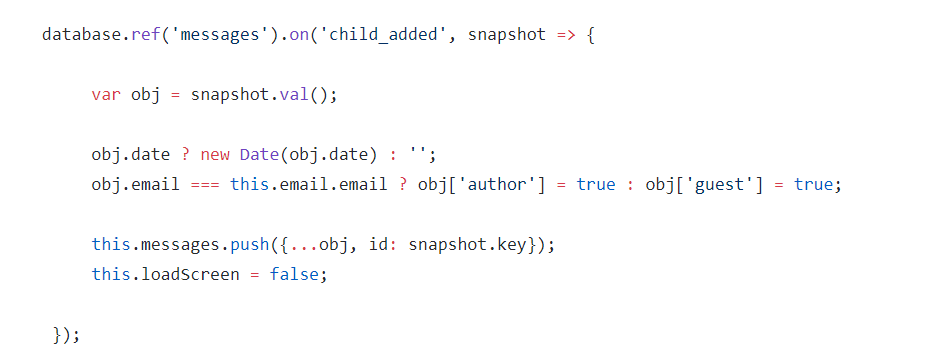 database.ref('messages').on('child_added', snapshot => {
var obj = snapshot.val();
obj.date ? new Date(obj.date) : '';
obj.email === this.email.email ? obj['author'] = true : obj['guest'] = true;
this.messages.push({...obj, id: snapshot.key});
this.loadScreen = false;
});